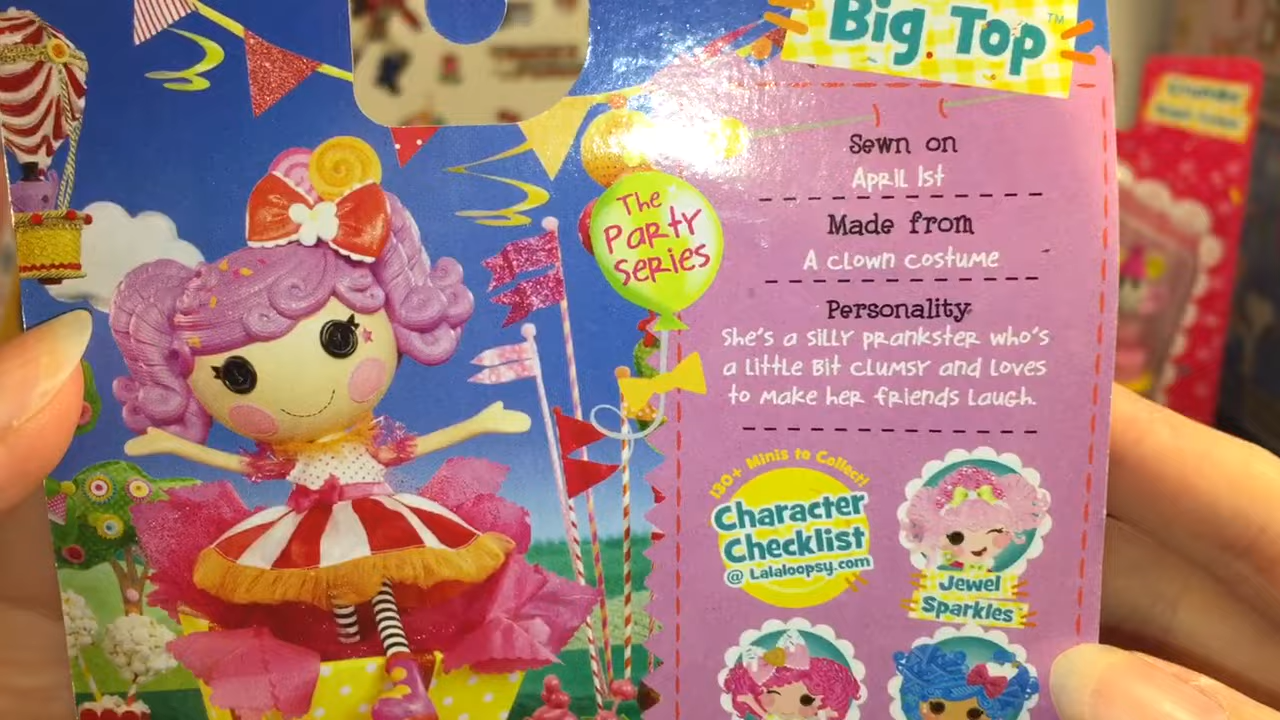 Big Top™
Sewn on
April 1st
Made from
A clown costume
Personality
She's a silly prankster who's
a little bit clumsy and loves
to make her friends laugh.
The
Party
Series
130+ Minis to Collect!
Character
Checklist
@ Lalaloopsy.com
Jewel
Sparkles